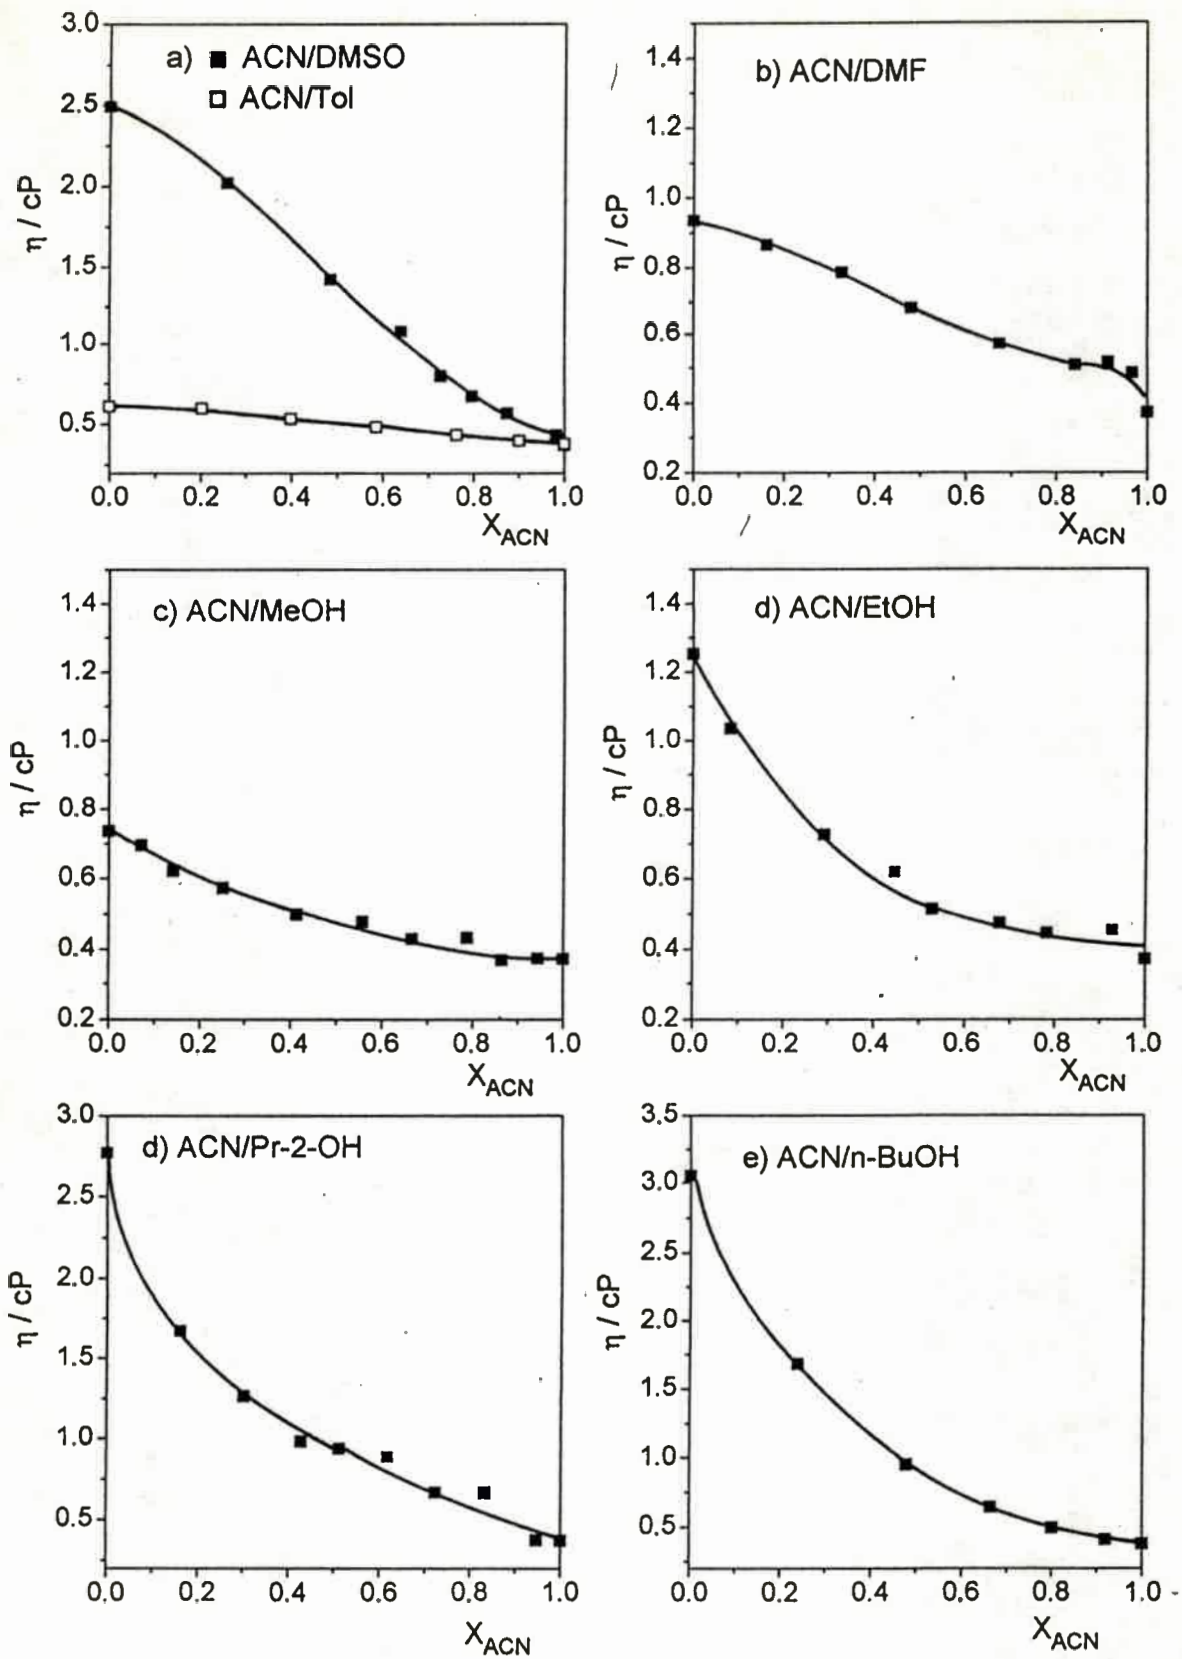 a) ■ ACN/DMSO
□ ACN/Tol
3.0
2.5
2.0
1.5
1.0
0.5
η / cP
0.0 0.2 0.4 0.6 0.8 1.0
X_ACN
b) ACN/DMF
1.4
1.2
1.0
0.8
0.6
0.4
0.2
η / cP
0.0 0.2 0.4 0.6 0.8 1.0
X_ACN
c) ACN/MeOH
1.4
1.2
1.0
0.8
0.6
0.4
0.2
η / cP
0.0 0.2 0.4 0.6 0.8 1.0
X_ACN
d) ACN/EtOH
1.4
1.2
1.0
0.8
0.6
0.4
0.2
η / cP
0.0 0.2 0.4 0.6 0.8 1.0
X_ACN
d) ACN/Pr-2-OH
3.0
2.5
2.0
1.5
1.0
0.5
η / cP
0.0 0.2 0.4 0.6 0.8 1.0
X_ACN
e) ACN/n-BuOH
3.5
3.0
2.5
2.0
1.5
1.0
0.5
η / cP
0.0 0.2 0.4 0.6 0.8 1.0
X_ACN